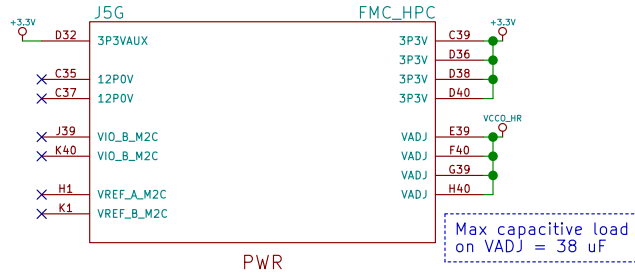 J5G FMC_HPC
+3.3V D32 3P3VAUX 3P3V C39 +3.3V
3P3V D36
C35 12P0V 3P3V D38
C37 12P0V 3P3V D40
VCCO_HR
J39 VIO_B_M2C VADJ E39
K40 VIO_B_M2C VADJ F40
VADJ G39
H1 VREF_A_M2C VADJ H40
K1 VREF_B_M2C
Max capacitive load
on VADJ = 38 uF
PWR